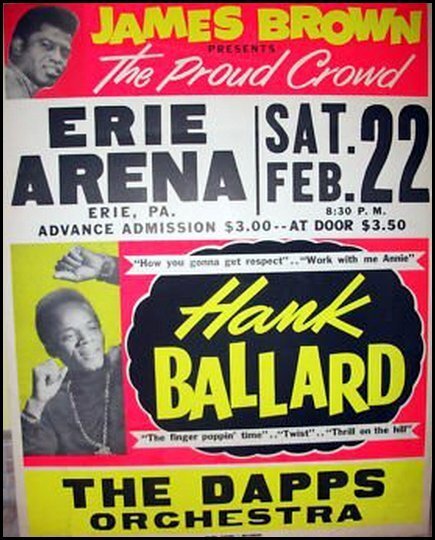 JAMES BROWN
PRESENTS
The Proud Crowd
ERIE
ARENA
ERIE, PA.
SAT.
FEB. 22
8:30 P. M.
ADVANCE ADMISSION $3.00--AT DOOR $3.50
"How you gonna get respect".."Work with me Annie"
Hank
BALLARD
"The finger poppin' time".."Twist".."Thrill on the hill"
THE DAPPS
ORCHESTRA